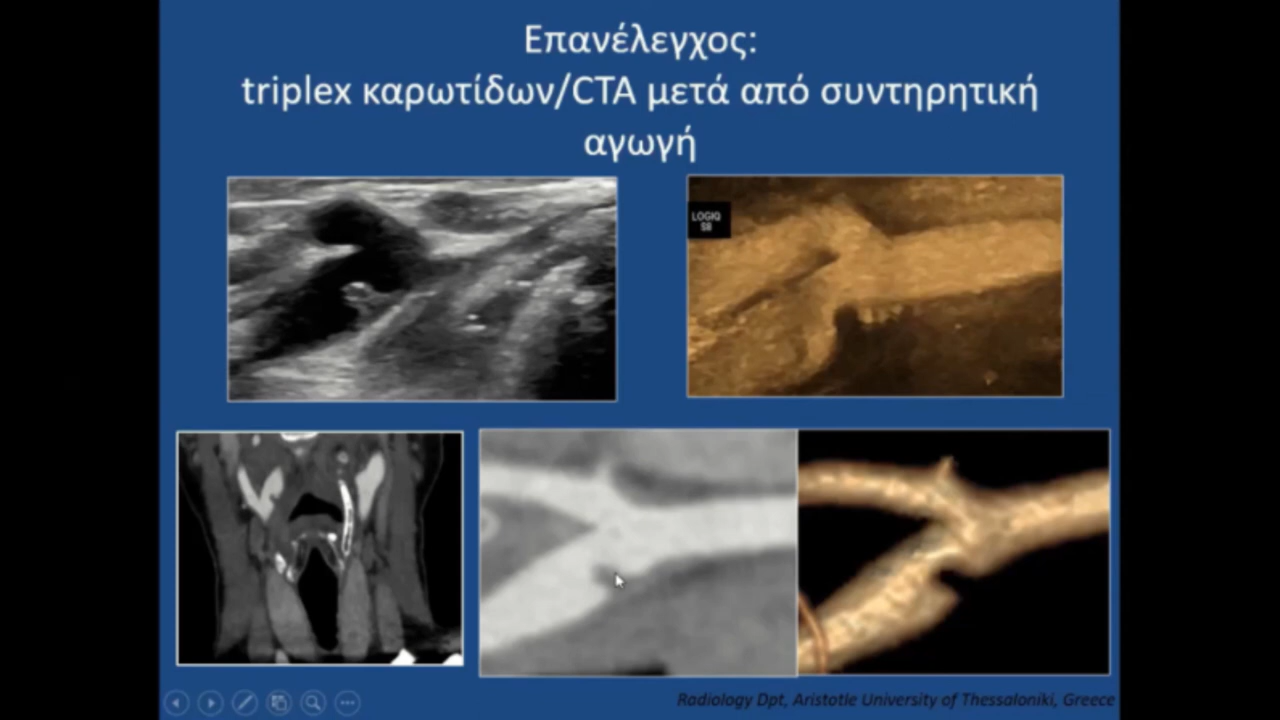 Επανέλεγχος:
triplex καρωτίδων/CTA μετά από συντηρητική
αγωγή
LOGIQ
S8
Radiology Dpt, Aristotle University of Thessaloniki, Greece